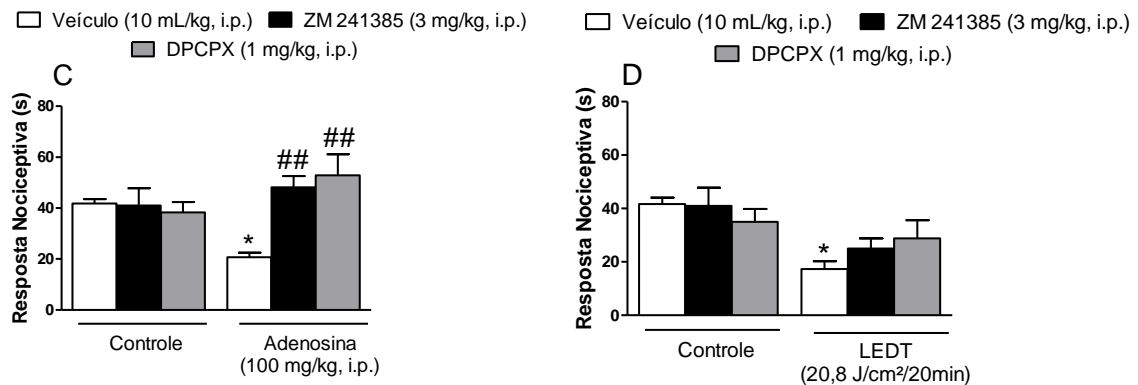 Veículo (10 mL/kg, i.p.) ZM 241385 (3 mg/kg, i.p.)
DPCPX (1 mg/kg, i.p.)
C
Resposta Nociceptiva (s)
80
60
40
20
0
*
##
##
Controle
Adenosina
(100 mg/kg, i.p.)
Veículo (10 mL/kg, i.p.) ZM 241385 (3 mg/kg, i.p.)
DPCPX (1 mg/kg, i.p.)
D
Resposta Nociceptiva (s)
80
60
40
20
0
*
Controle
LEDT
(20,8 J/cm²/20min)